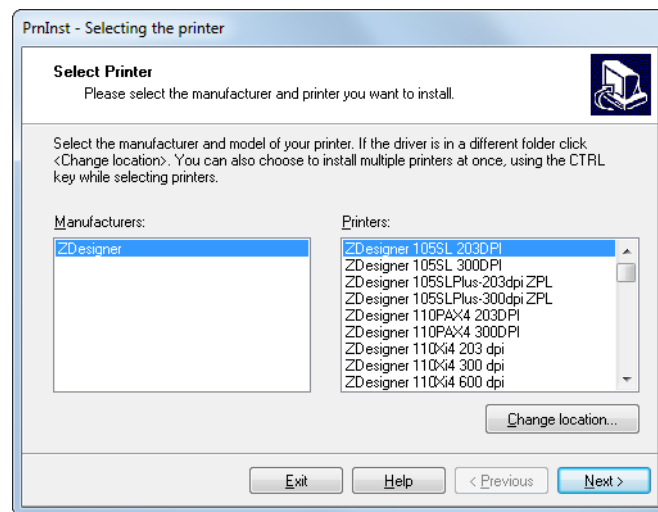 PrnInst - Selecting the printer
Select Printer
Please select the manufacturer and printer you want to install.
Select the manufacturer and model of your printer. If the driver is in a different folder click
<Change location>. You can also choose to install multiple printers at once, using the CTRL
key while selecting printers.
Manufacturers:
ZDesigner
Printers:
ZDesigner 105SL 203DPI
ZDesigner 105SL 300DPI
ZDesigner 105SLPlus-203dpi ZPL
ZDesigner 105SLPlus-300dpi ZPL
ZDesigner 110PAX4 203DPI
ZDesigner 110PAX4 300DPI
ZDesigner 110Xi4 203 dpi
ZDesigner 110Xi4 300 dpi
ZDesigner 110Xi4 600 dpi
Change location...
Exit Help < Previous Next >